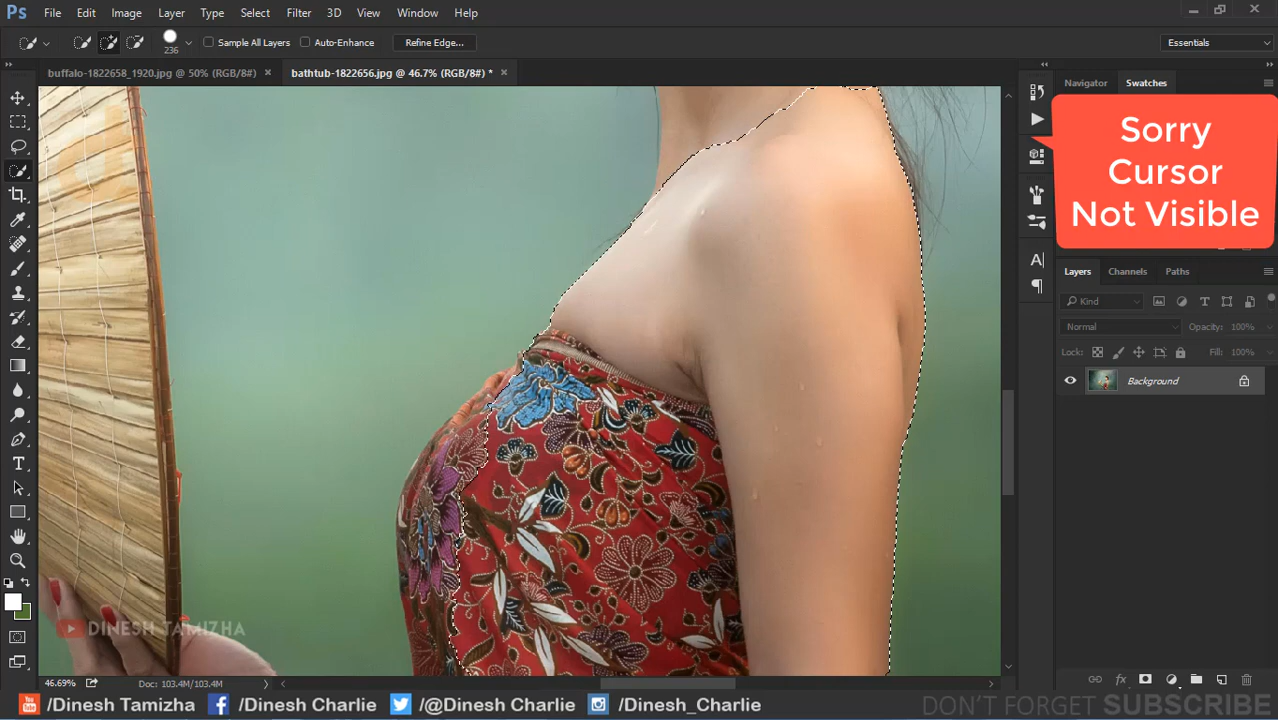 Ps File Edit Image Layer Type Select Filter 3D View Window Help
236 Sample All Layers Auto-Enhance Refine Edge... Essentials
buffalo-1822658_1920.jpg @ 50% (RGB/8#) × bathtub-1822656.jpg @ 46.7% (RGB/8#) * ×
Navigator Swatches
Sorry
Cursor
Not Visible
Layers Channels Paths
Kind
Normal Opacity: 100%
Lock: Fill: 100%
Background
DINESH TAMIZHA
46.69% Doc: 103.4M/103.4M
/Dinesh Tamizha /Dinesh Charlie /@Dinesh Charlie /Dinesh_Charlie DON'T FORGET SUBSCRIBE